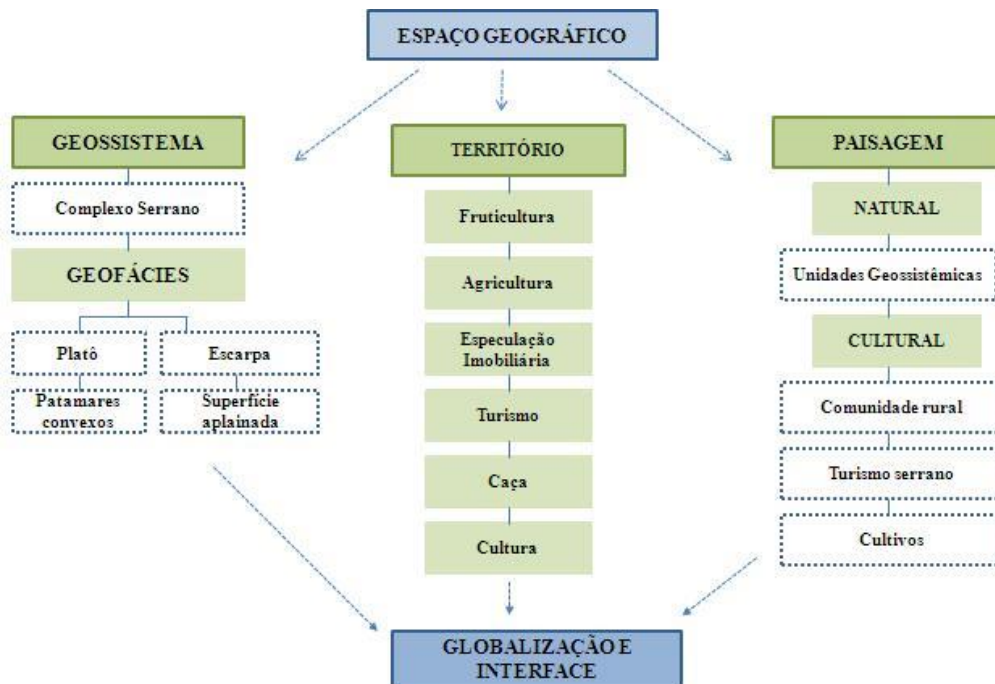 ESPAÇO GEOGRÁFICO
GEOSSISTEMA
Complexo Serrano
GEOFÁCIES
Platô
Escarpa
Patamares
convexos
Superfície
aplainada
TERRITÓRIO
Fruticultura
Agricultura
Especulação
Imobiliária
Turismo
Caça
Cultura
PAISAGEM
NATURAL
Unidades Geossistêmicas
CULTURAL
Comunidade rural
Turismo serrano
Cultivos
GLOBALIZAÇÃO E
INTERFACE